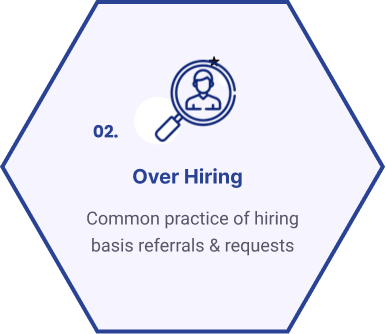 02.
Over Hiring
Common practice of hiring
basis referrals & requests